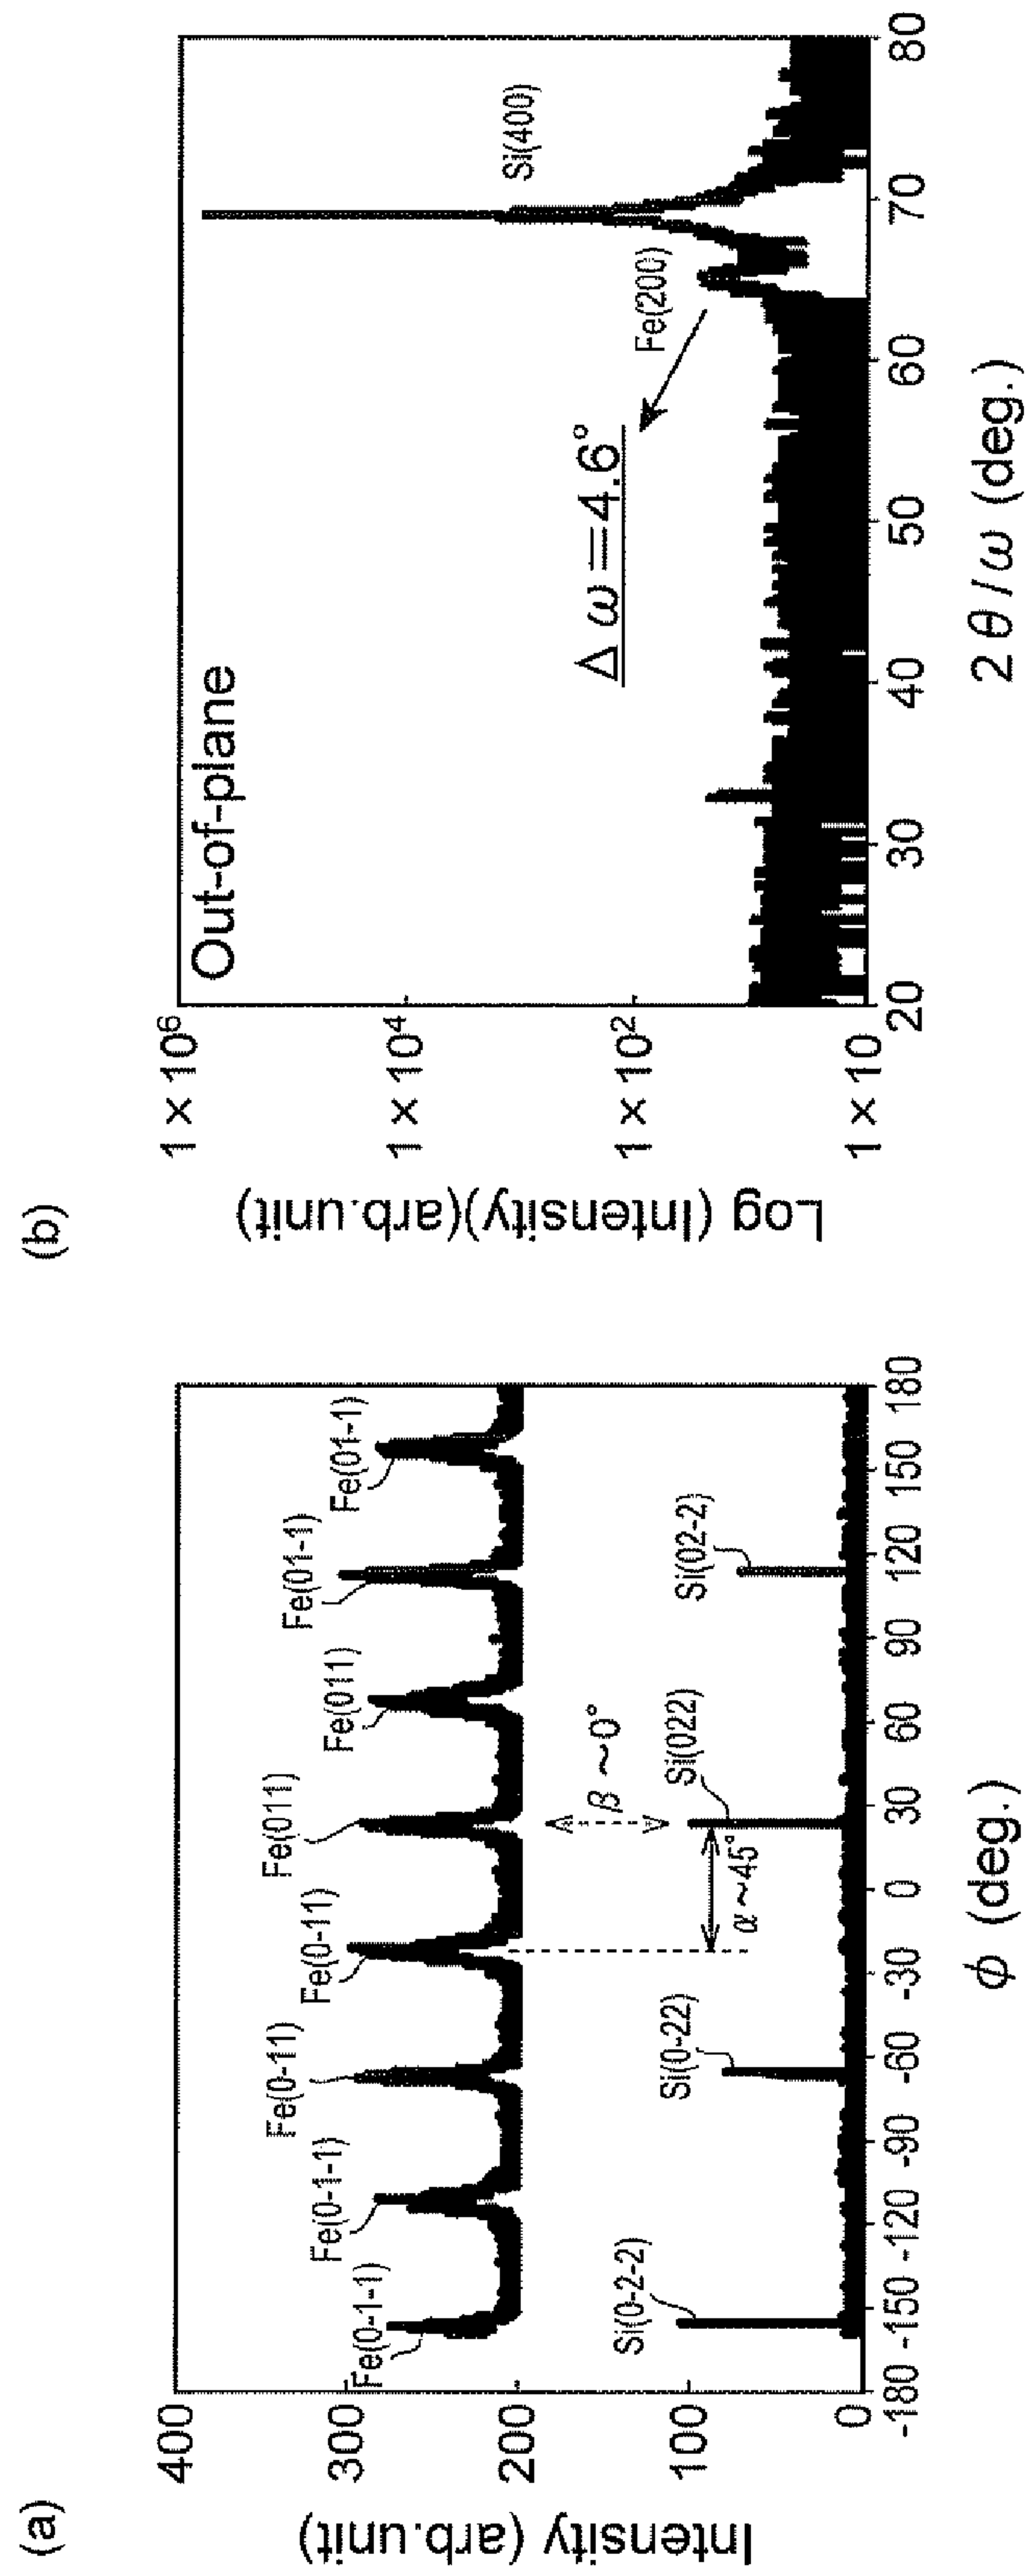 (a)
Intensity (arb.unit)
400
300
200
100
0
Fe(0-1-1)
Fe(0-1-1)
Fe(0-11)
Fe(0-11)
Fe(011)
Fe(011)
Fe(01-1)
Fe(01-1)
Si(0-2-2)
Si(0-22)
Si(022)
Si(02-2)
α~45°
β~0°
-180 -150 -120 -90 -60 -30 0 30 60 90 120 150 180
ϕ (deg.)
(b)
Log (Intensity)(arb.unit)
1×10⁶
1×10⁴
1×10²
1×10
Out-of-plane
Δω=4.6°
Fe(200)
Si(400)
20 30 40 50 60 70 80
2θ/ω (deg.)